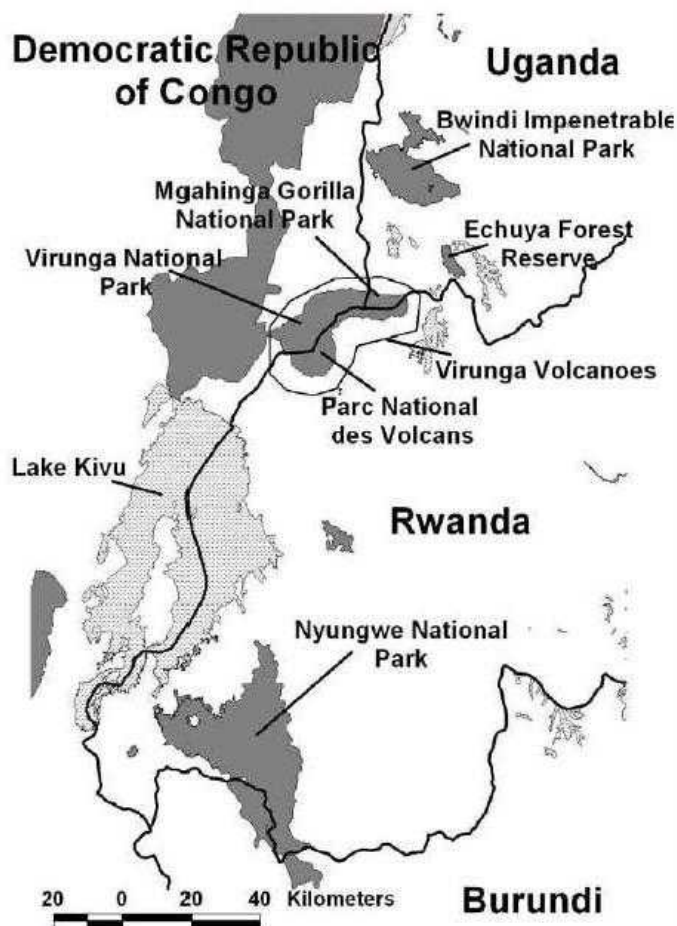 Democratic Republic
of Congo
Uganda
Bwindi Impenetrable
National Park
Mgahinga Gorilla
National Park
Echuya Forest
Reserve
Virunga National
Park
Virunga Volcanoes
Parc National
des Volcans
Lake Kivu
Rwanda
Nyungwe National
Park
20 0 20 40 Kilometers
Burundi